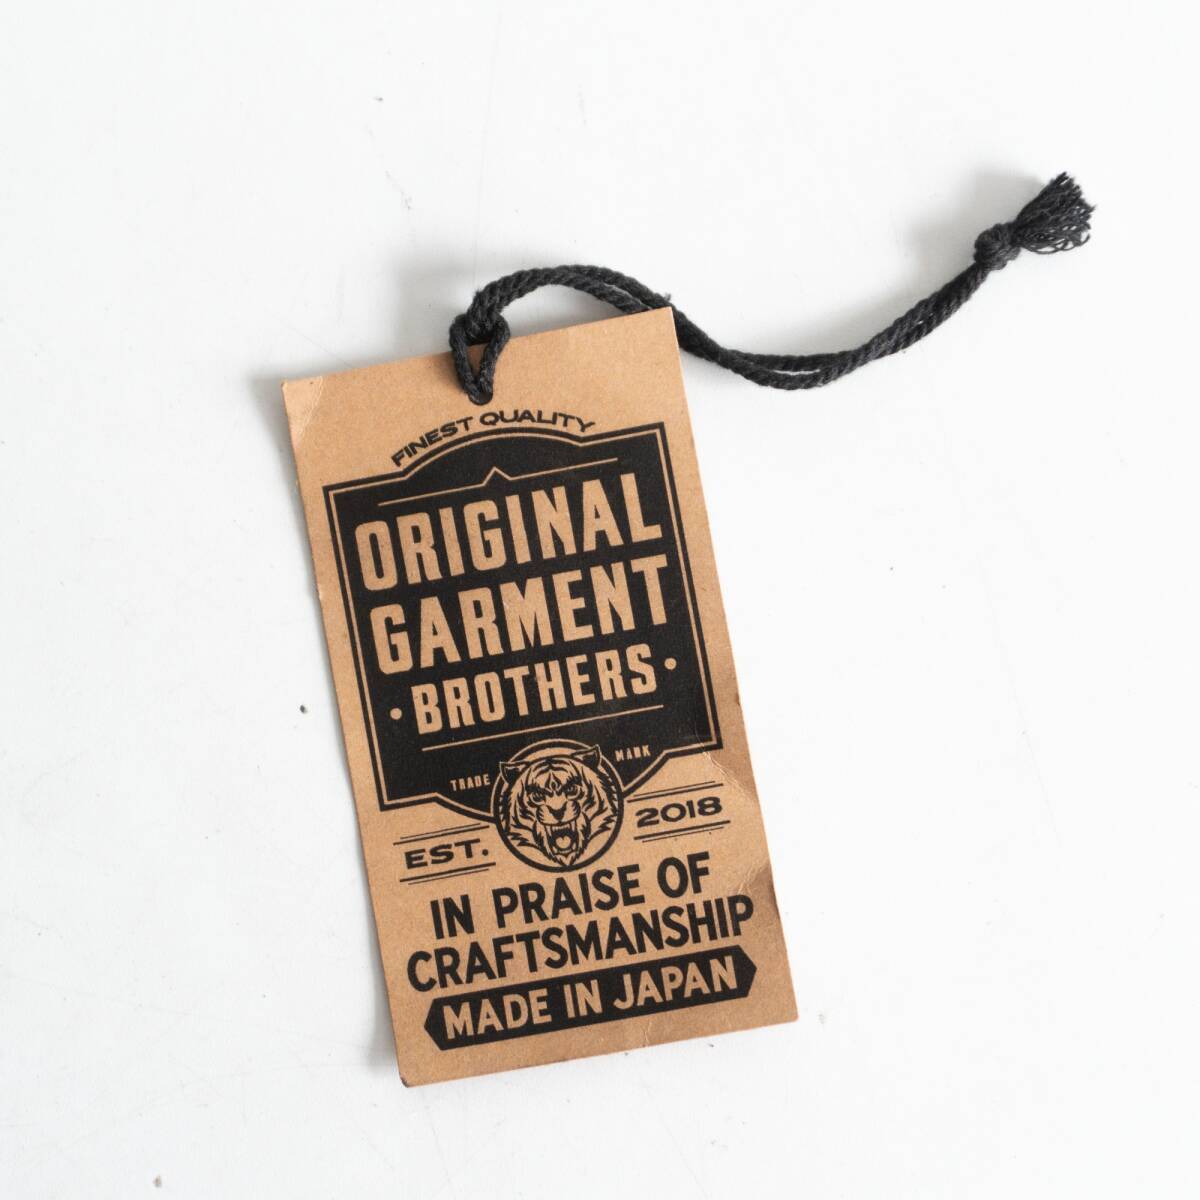 FINEST QUALITY
ORIGINAL
GARMENT
• BROTHERS •
TRADE MARK
EST. 2018
IN PRAISE OF
CRAFTSMANSHIP
MADE IN JAPAN